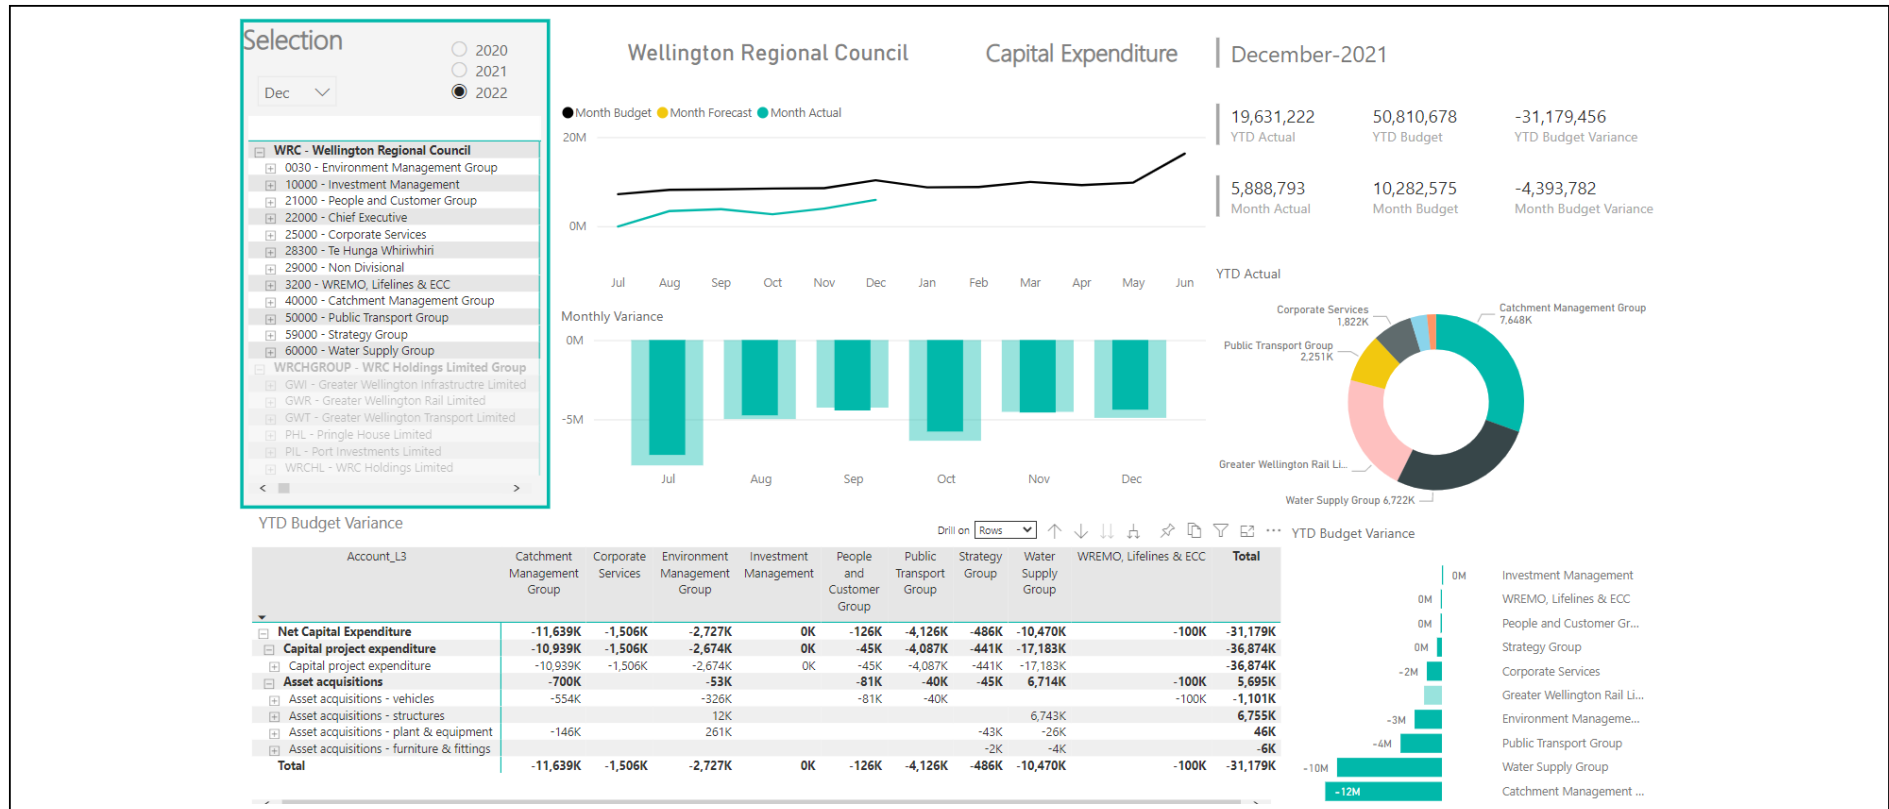 Selection
2020
2021
2022
Dec
WRC - Wellington Regional Council
0030 - Environment Management Group
10000 - Investment Management
21000 - People and Customer Group
22000 - Chief Executive
25000 - Corporate Services
28300 - Te Hunga Whiriwhiri
29000 - Non Divisional
3200 - WREMO, Lifelines & ECC
40000 - Catchment Management Group
50000 - Public Transport Group
59000 - Strategy Group
60000 - Water Supply Group
WRCHGROUP - WRC Holdings Limited Group
GWI - Greater Wellington Infrastructre Limited
GWR - Greater Wellington Rail Limited
GWT - Greater Wellington Transport Limited
PHL - Pringle House Limited
PIL - Port Investments Limited
WRCHL - WRC Holdings Limited
Wellington Regional Council Capital Expenditure December-2021
Month Budget Month Forecast Month Actual
20M
0M
Jul Aug Sep Oct Nov Dec Jan Feb Mar Apr May Jun
Monthly Variance
0M
-5M
Jul Aug Sep Oct Nov Dec
19,631,222 50,810,678 -31,179,456
YTD Actual YTD Budget YTD Budget Variance
5,888,793 10,282,575 -4,393,782
Month Actual Month Budget Month Budget Variance
YTD Actual
Corporate Services
1,822K
Catchment Management Group
7,648K
Public Transport Group
2,251K
Greater Wellington Rail Li...
Water Supply Group 6,722K
YTD Budget Variance
Drill on Rows
Account_L3 Catchment Management Group Corporate Services Environment Management Group Investment Management People and Customer Group Public Transport Group Strategy Group Water Supply Group WREMO, Lifelines & ECC Total
Net Capital Expenditure -11,639K -1,506K -2,727K 0K -126K -4,126K -486K -10,470K -100K -31,179K
Capital project expenditure -10,939K -1,506K -2,674K 0K -45K -4,087K -441K -17,183K -36,874K
Capital project expenditure -10,939K -1,506K -2,674K 0K -45K -4,087K -441K -17,183K -36,874K
Asset acquisitions -700K -53K -81K -40K -45K 6,714K -100K 5,695K
Asset acquisitions - vehicles -554K -326K -81K -40K -100K -1,101K
Asset acquisitions - structures 12K 6,743K 6,755K
Asset acquisitions - plant & equipment -146K 261K -43K -26K 46K
Asset acquisitions - furniture & fittings -2K -4K -6K
Total -11,639K -1,506K -2,727K 0K -126K -4,126K -486K -10,470K -100K -31,179K
YTD Budget Variance
0M Investment Management
0M WREMO, Lifelines & ECC
0M People and Customer Gr...
0M Strategy Group
-2M Corporate Services
Greater Wellington Rail Li...
-3M Environment Manageme...
-4M Public Transport Group
-10M Water Supply Group
-12M Catchment Management ...